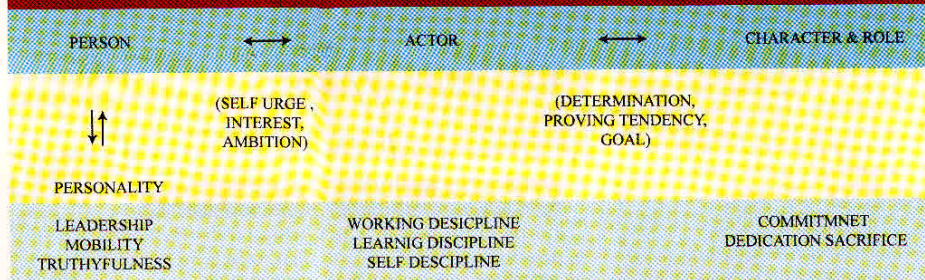 PERSON ↔ ACTOR ↔ CHARACTER & ROLE
(SELF URGE ,
INTEREST,
AMBITION)
(DETERMINATION,
PROVING TENDENCY,
GOAL)
PERSONALITY
LEADERSHIP
MOBILITY
TRUTHYFULNESS
WORKING DESICPLINE
LEARNIG DISCIPLINE
SELF DESCIPLINE
COMMITMNET
DEDICATION SACRIFICE